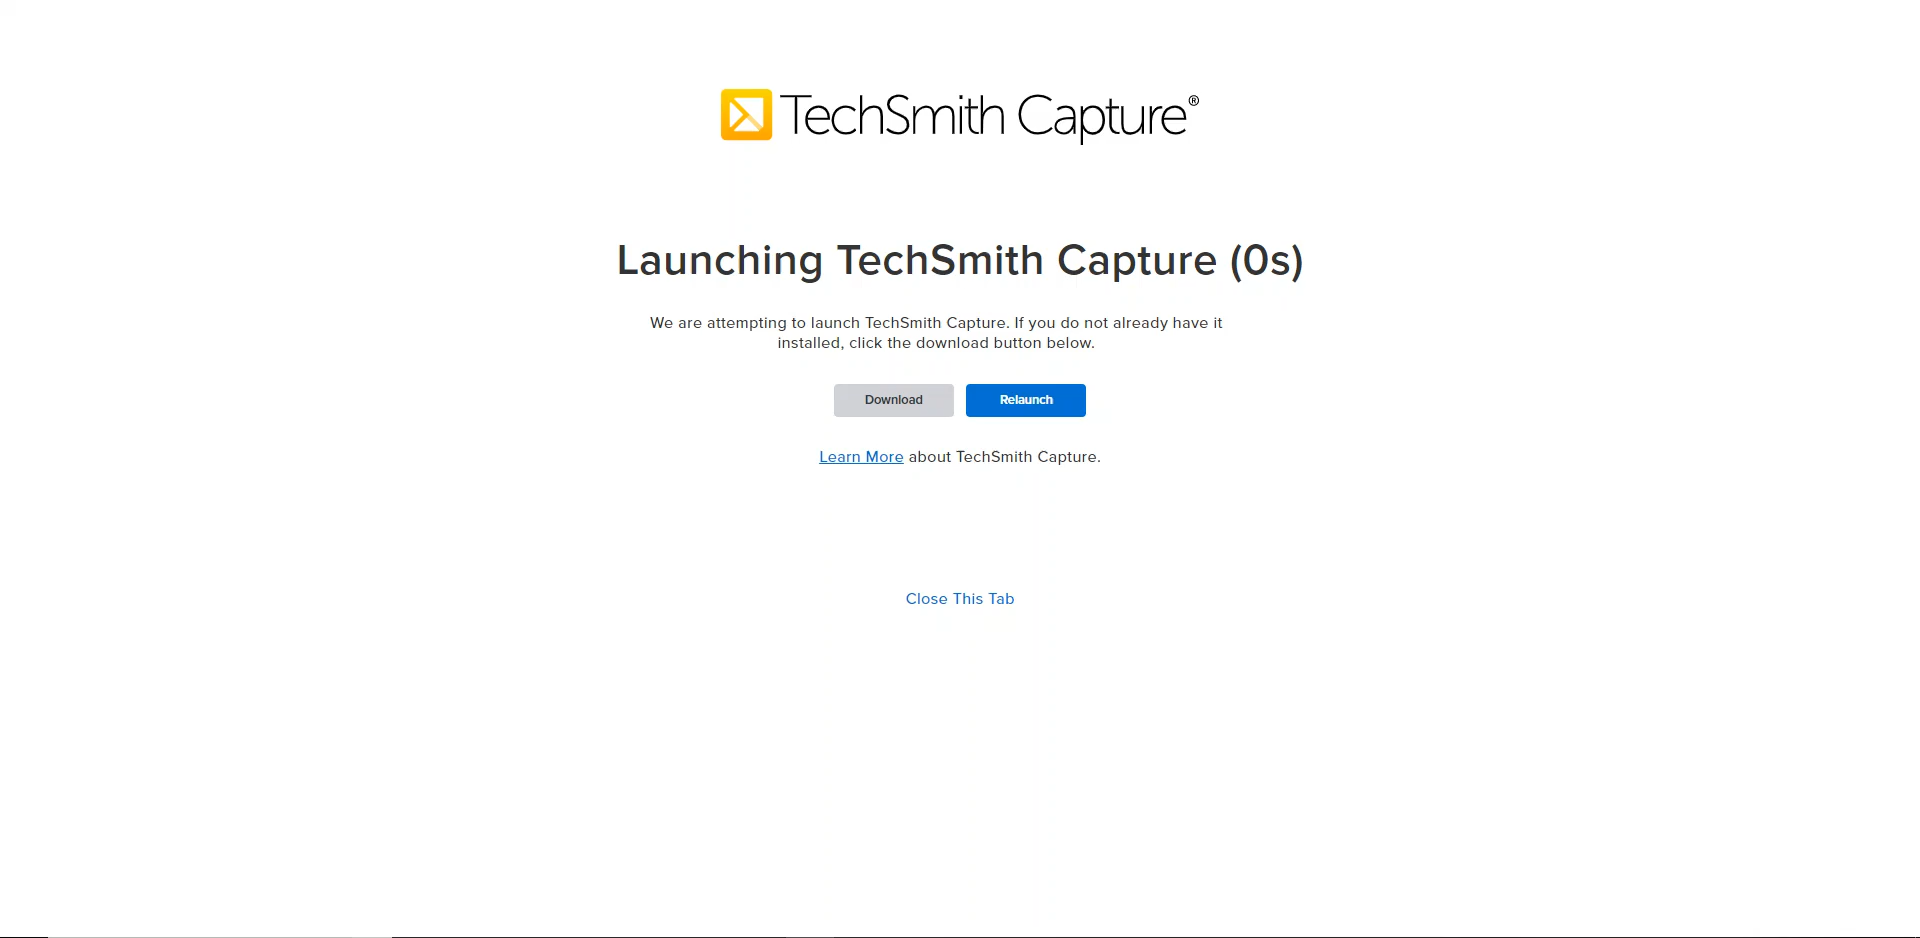 TechSmith Capture®
Launching TechSmith Capture (0s)
We are attempting to launch TechSmith Capture. If you do not already have it
installed, click the download button below.
Download Relaunch
Learn More about TechSmith Capture.
Close This Tab